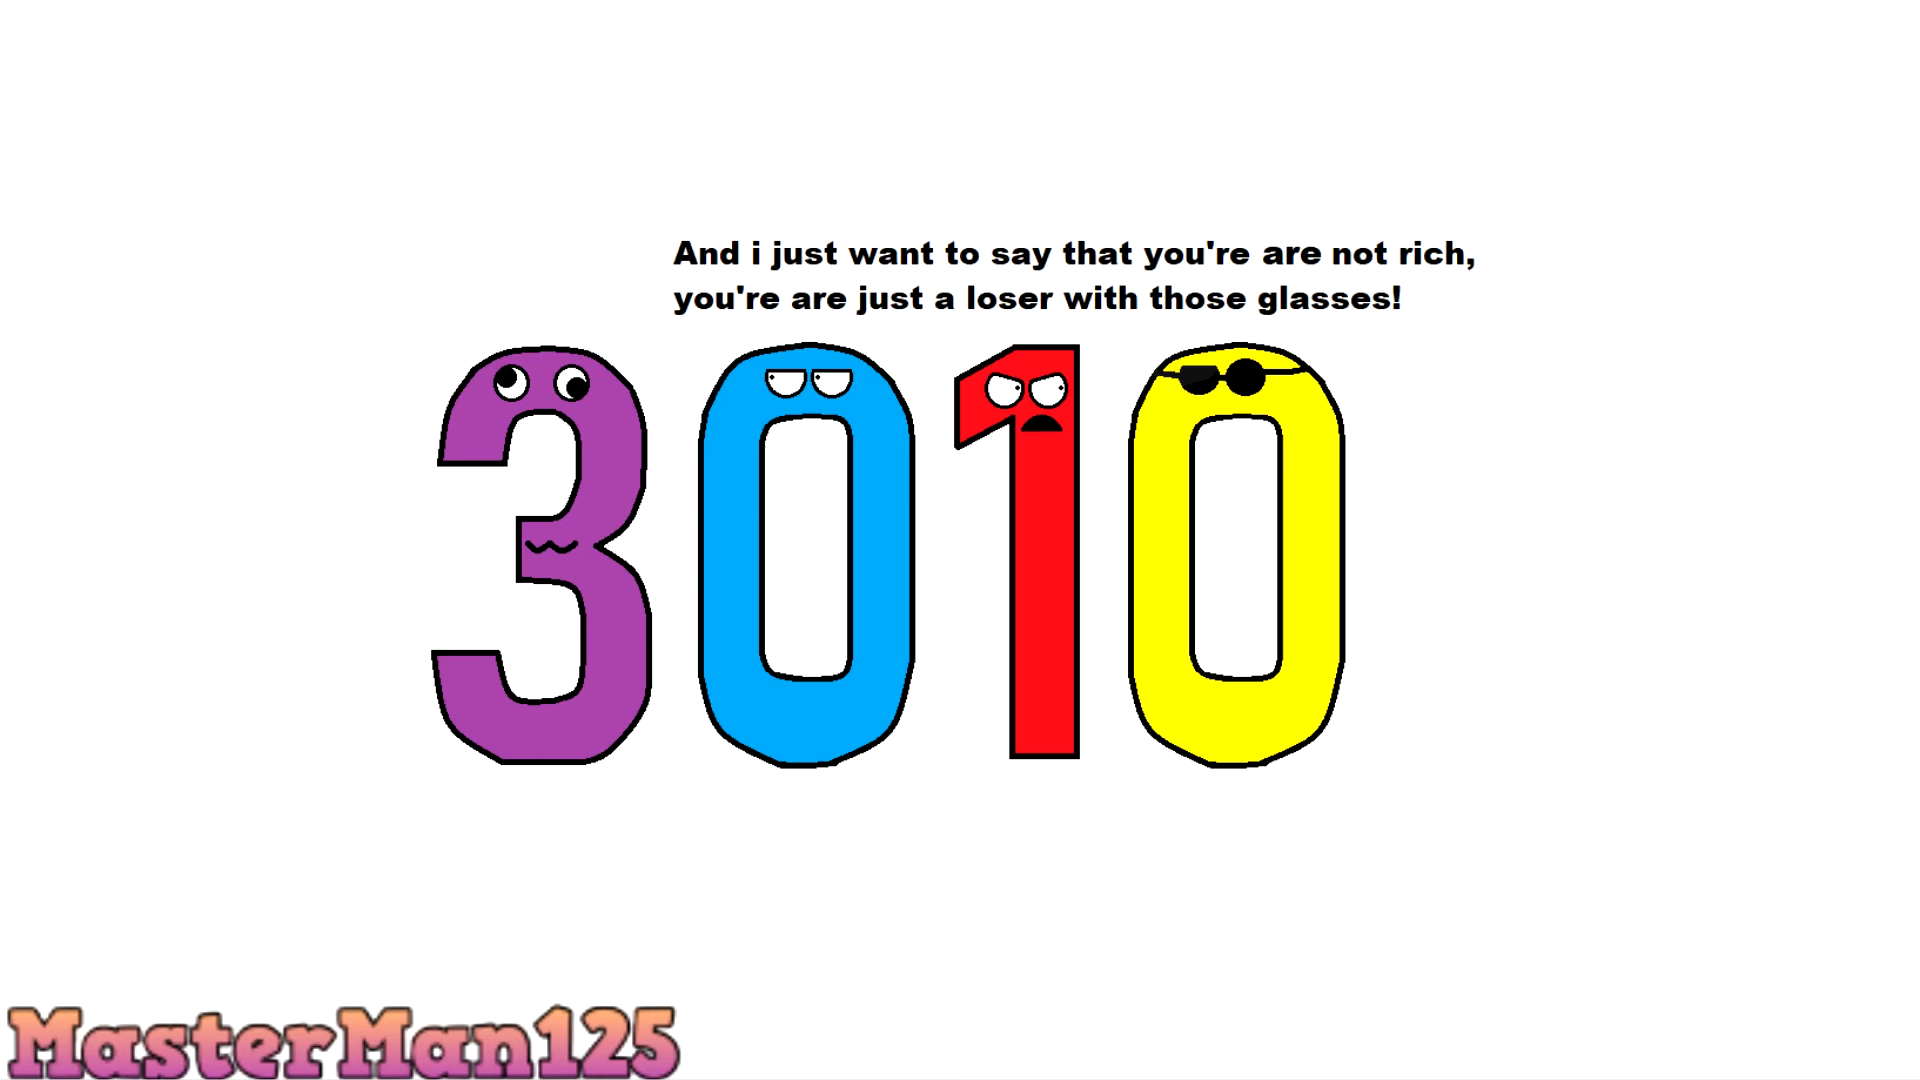 And i just want to say that you're are not rich,
you're are just a loser with those glasses!
3010
MasterMan125